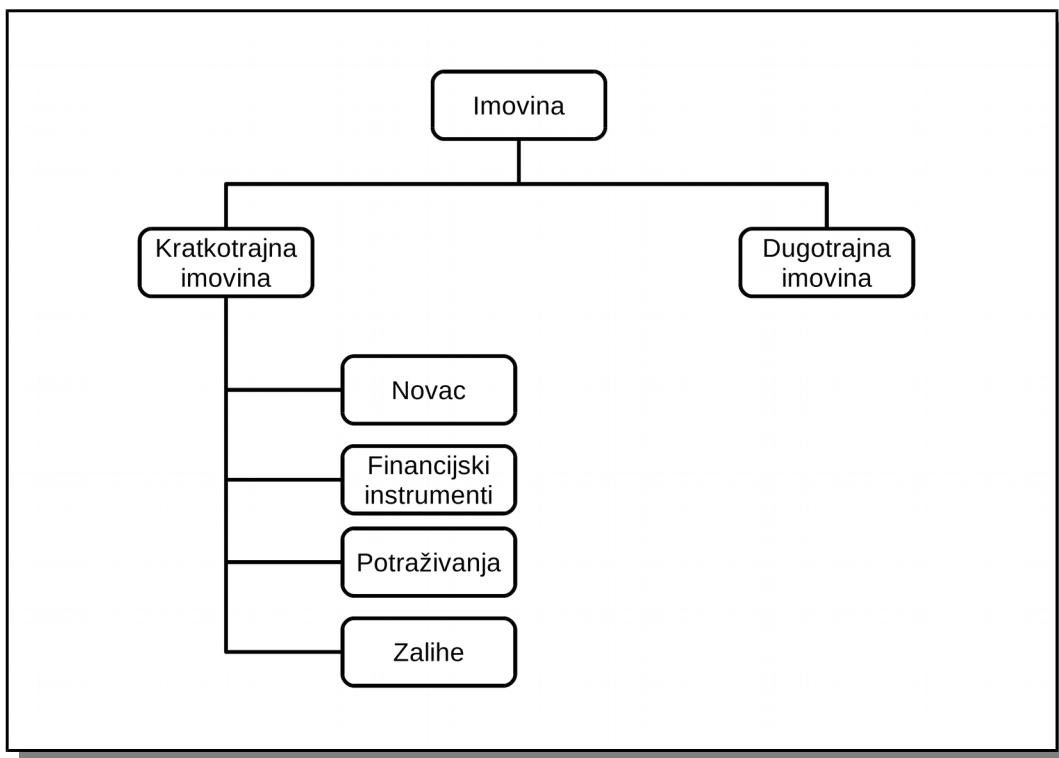 Imovina
Kratkotrajna
imovina
Dugotrajna
imovina
Novac
Financijski
instrumenti
Potraživanja
Zalihe